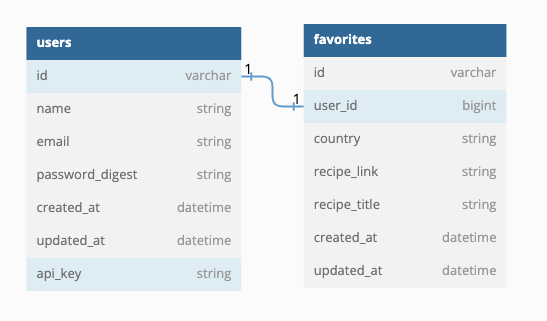 users
id varchar
name string
email string
password_digest string
created_at datetime
updated_at datetime
api_key string
1
1
favorites
id varchar
user_id bigint
country string
recipe_link string
recipe_title string
created_at datetime
updated_at datetime